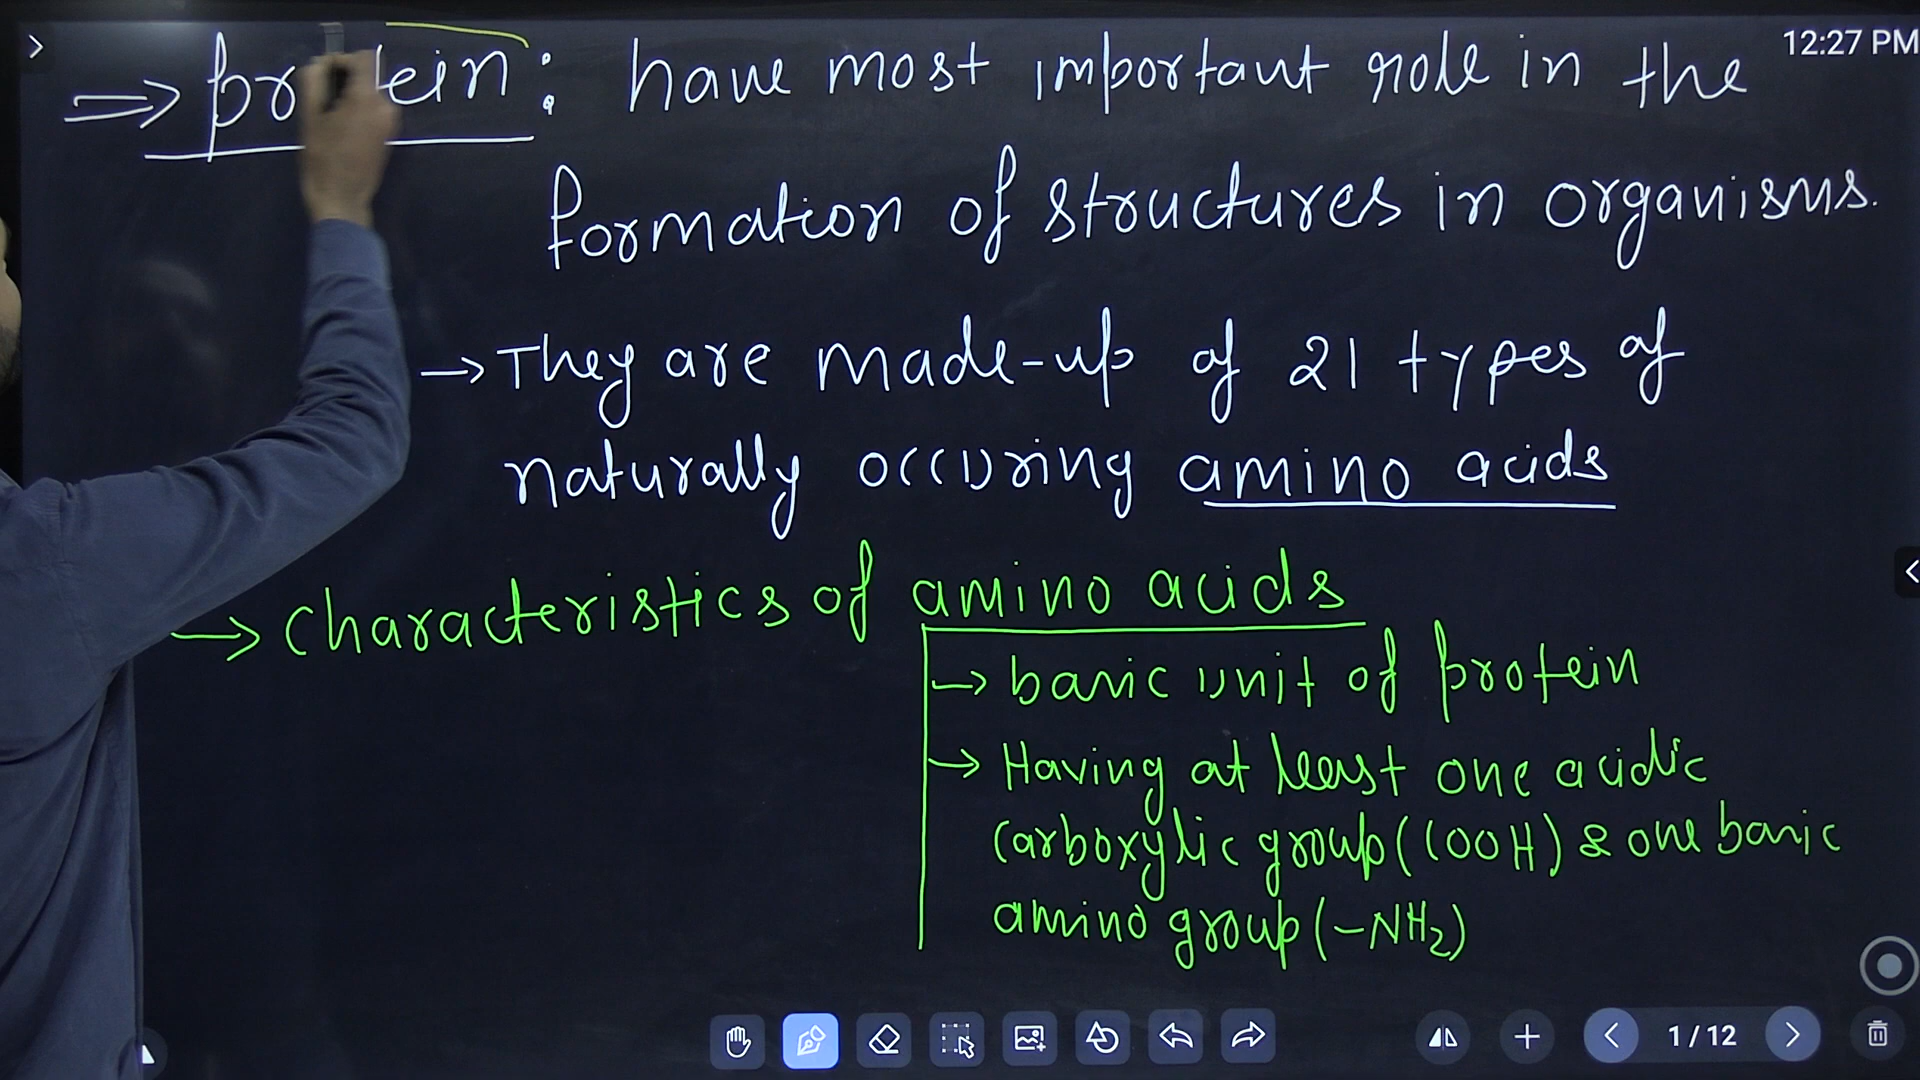 12:27 PM
⇒ protein : have most important role in the
formation of structures in organisms.
→ They are made-up of 21 types of
naturally occuring amino acids
→ Characteristics of amino acids
→ basic unit of protein
→ Having at least one acidic
carboxylic group (COOH) & one basic
amino group (-NH2)
1 / 12